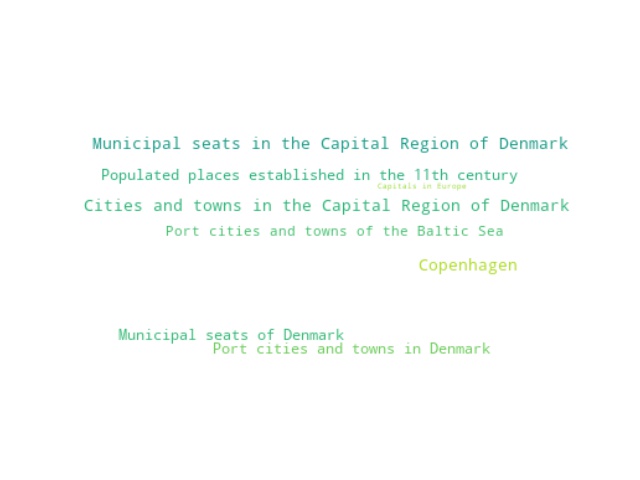 Municipal seats in the Capital Region of Denmark
Populated places established in the 11th century
Capitals in Europe
Cities and towns in the Capital Region of Denmark
Port cities and towns of the Baltic Sea
Copenhagen
Municipal seats of Denmark
Port cities and towns in Denmark